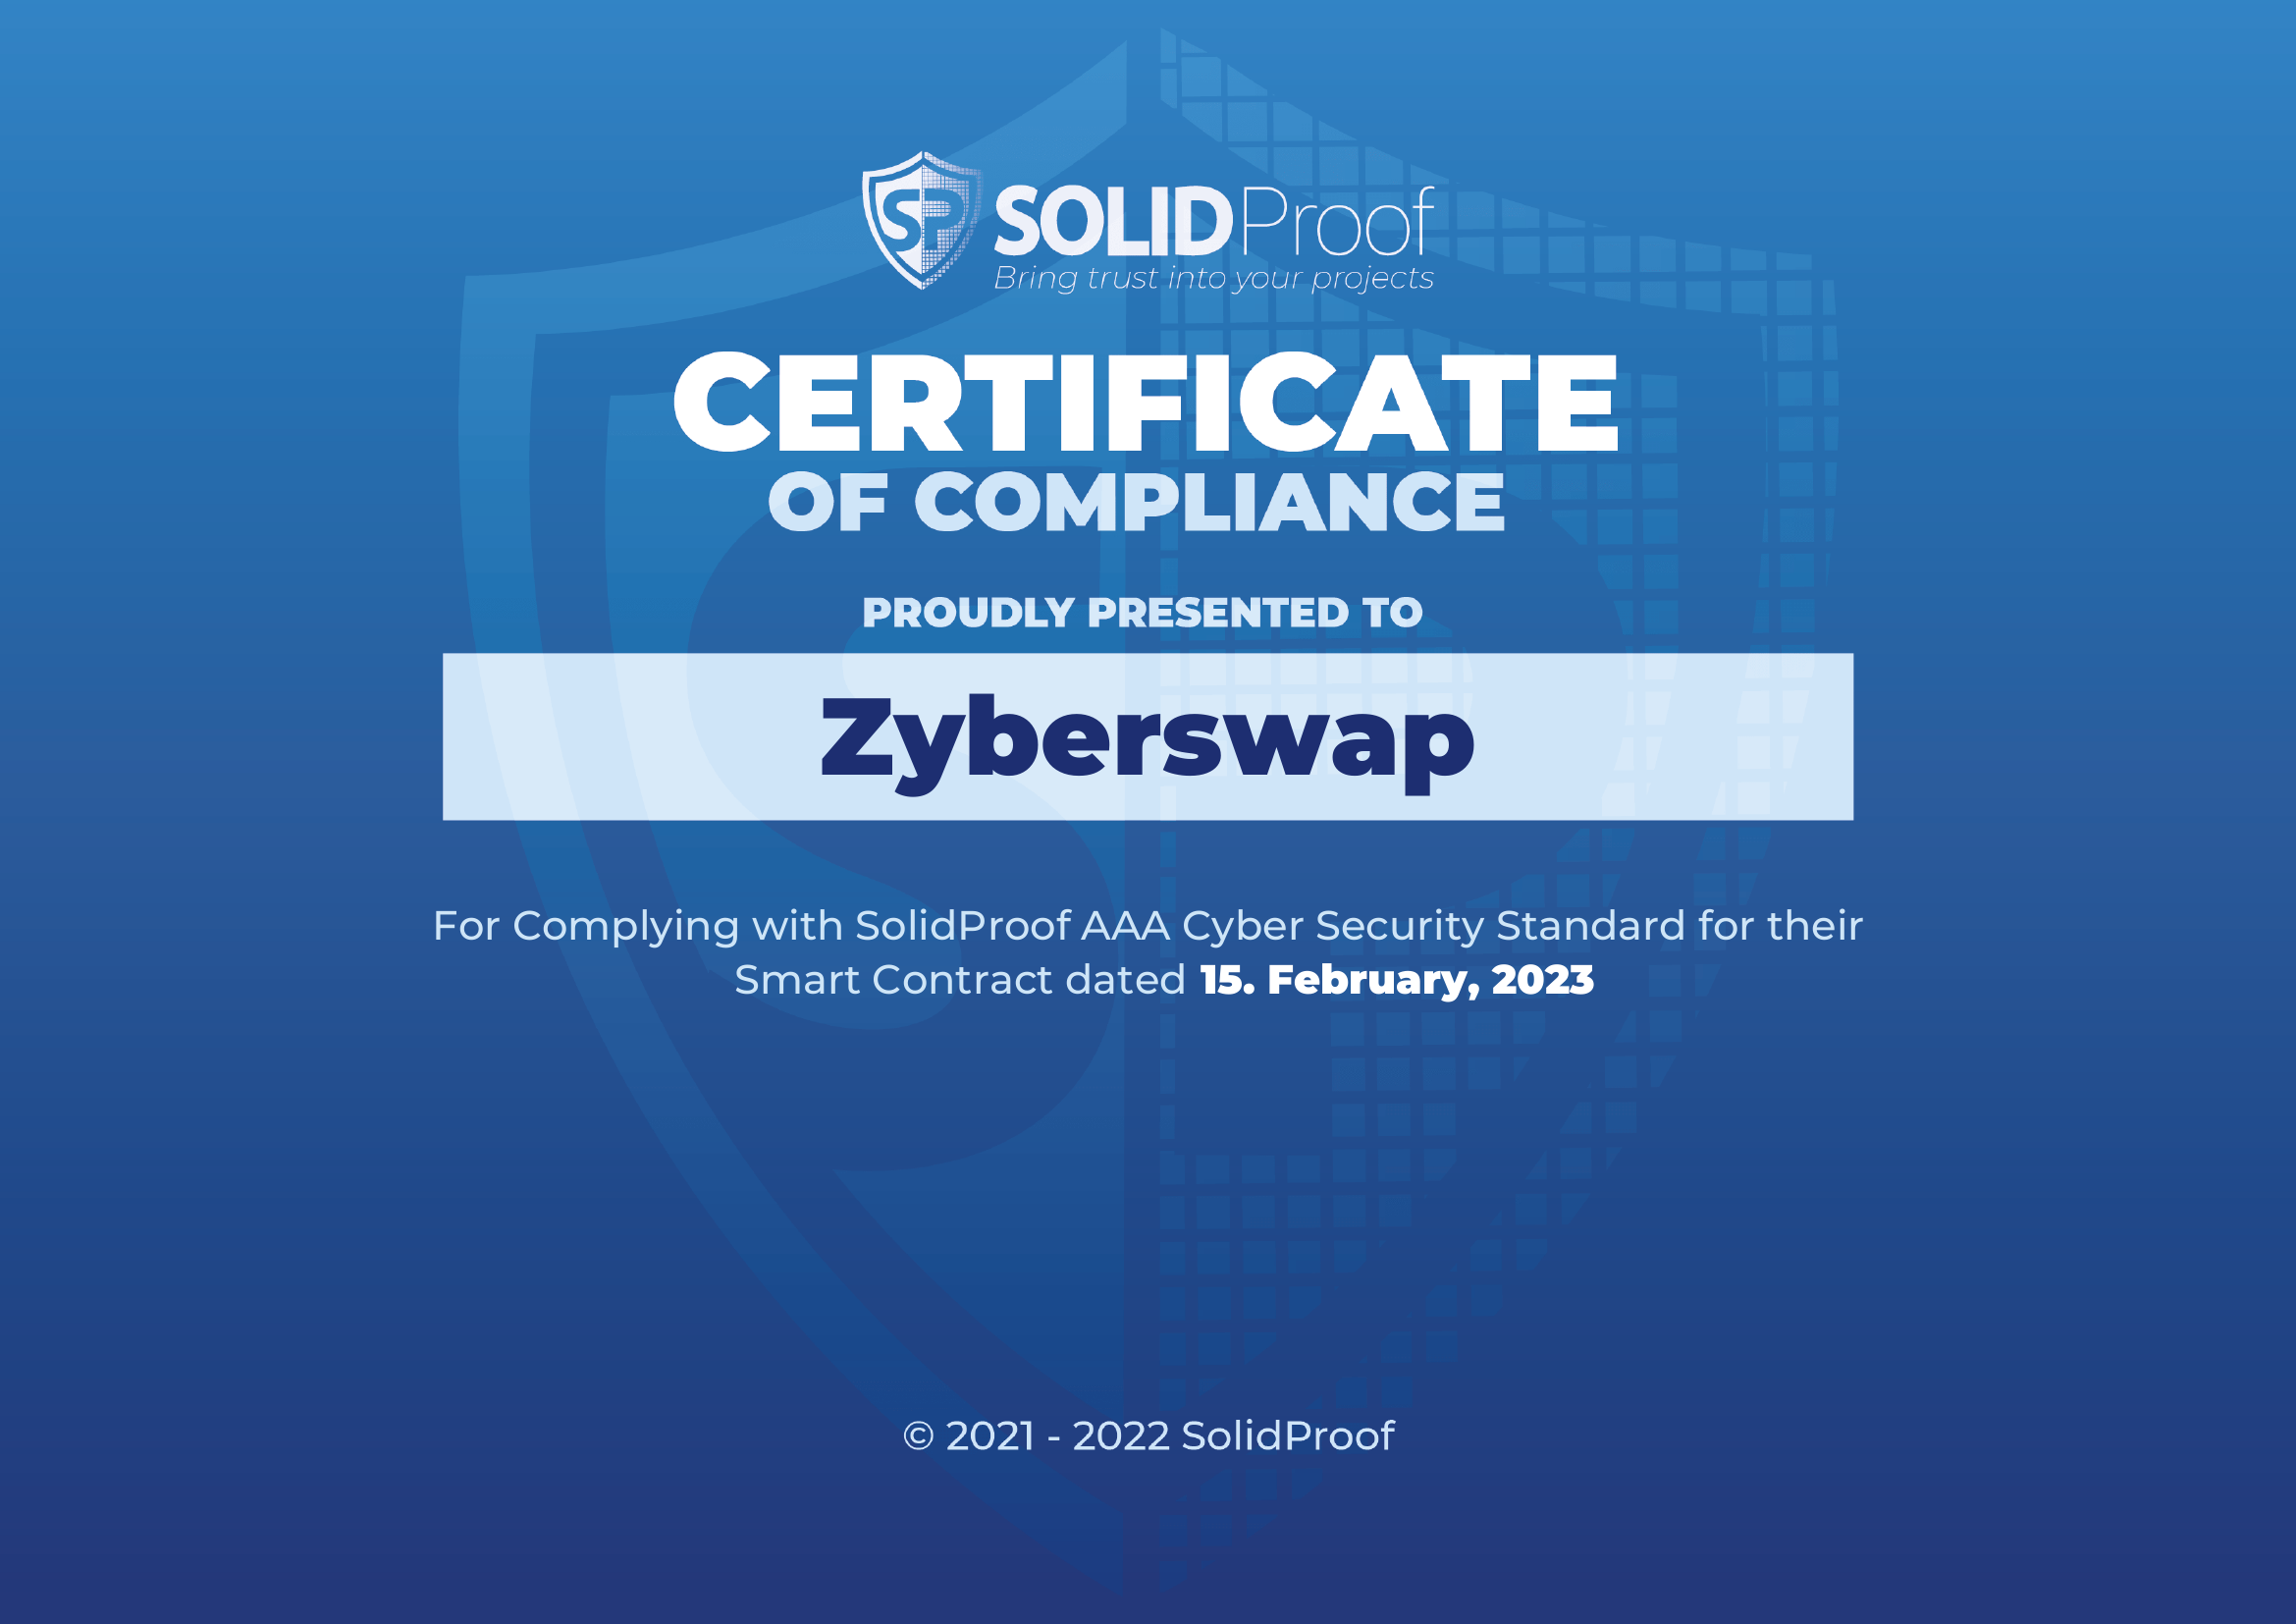 SP SOLIDProof
Bring trust into your projects
CERTIFICATE
OF COMPLIANCE
PROUDLY PRESENTED TO
Zyberswap
For Complying with SolidProof AAA Cyber Security Standard for their
Smart Contract dated 15. February, 2023
© 2021 - 2022 SolidProof